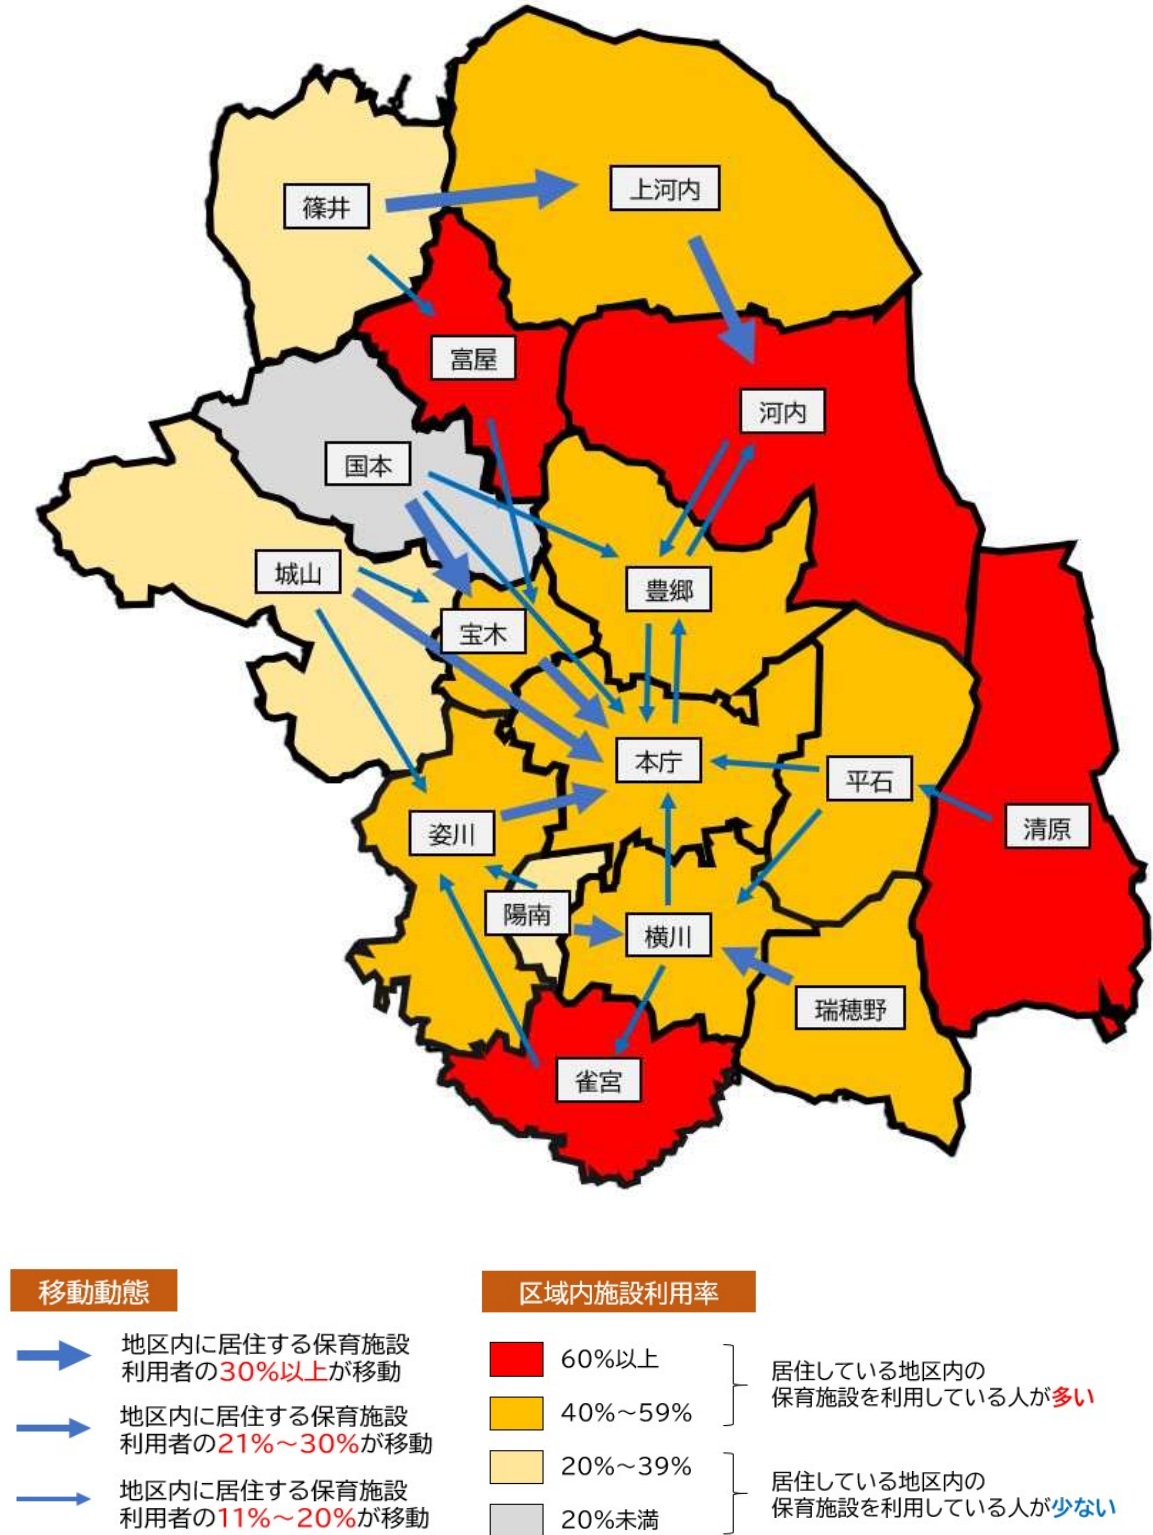 篠井
上河内
富屋
河内
国本
城山
豊郷
宝木
本庁
平石
清原
姿川
陽南
横川
瑞穂野
雀宮
移動動態
地区内に居住する保育施設
利用者の30%以上が移動
地区内に居住する保育施設
利用者の21%～30%が移動
地区内に居住する保育施設
利用者の11%～20%が移動
区域内施設利用率
60%以上
40%～59%
居住している地区内の
保育施設を利用している人が多い
20%～39%
20%未満
居住している地区内の
保育施設を利用している人が少ない